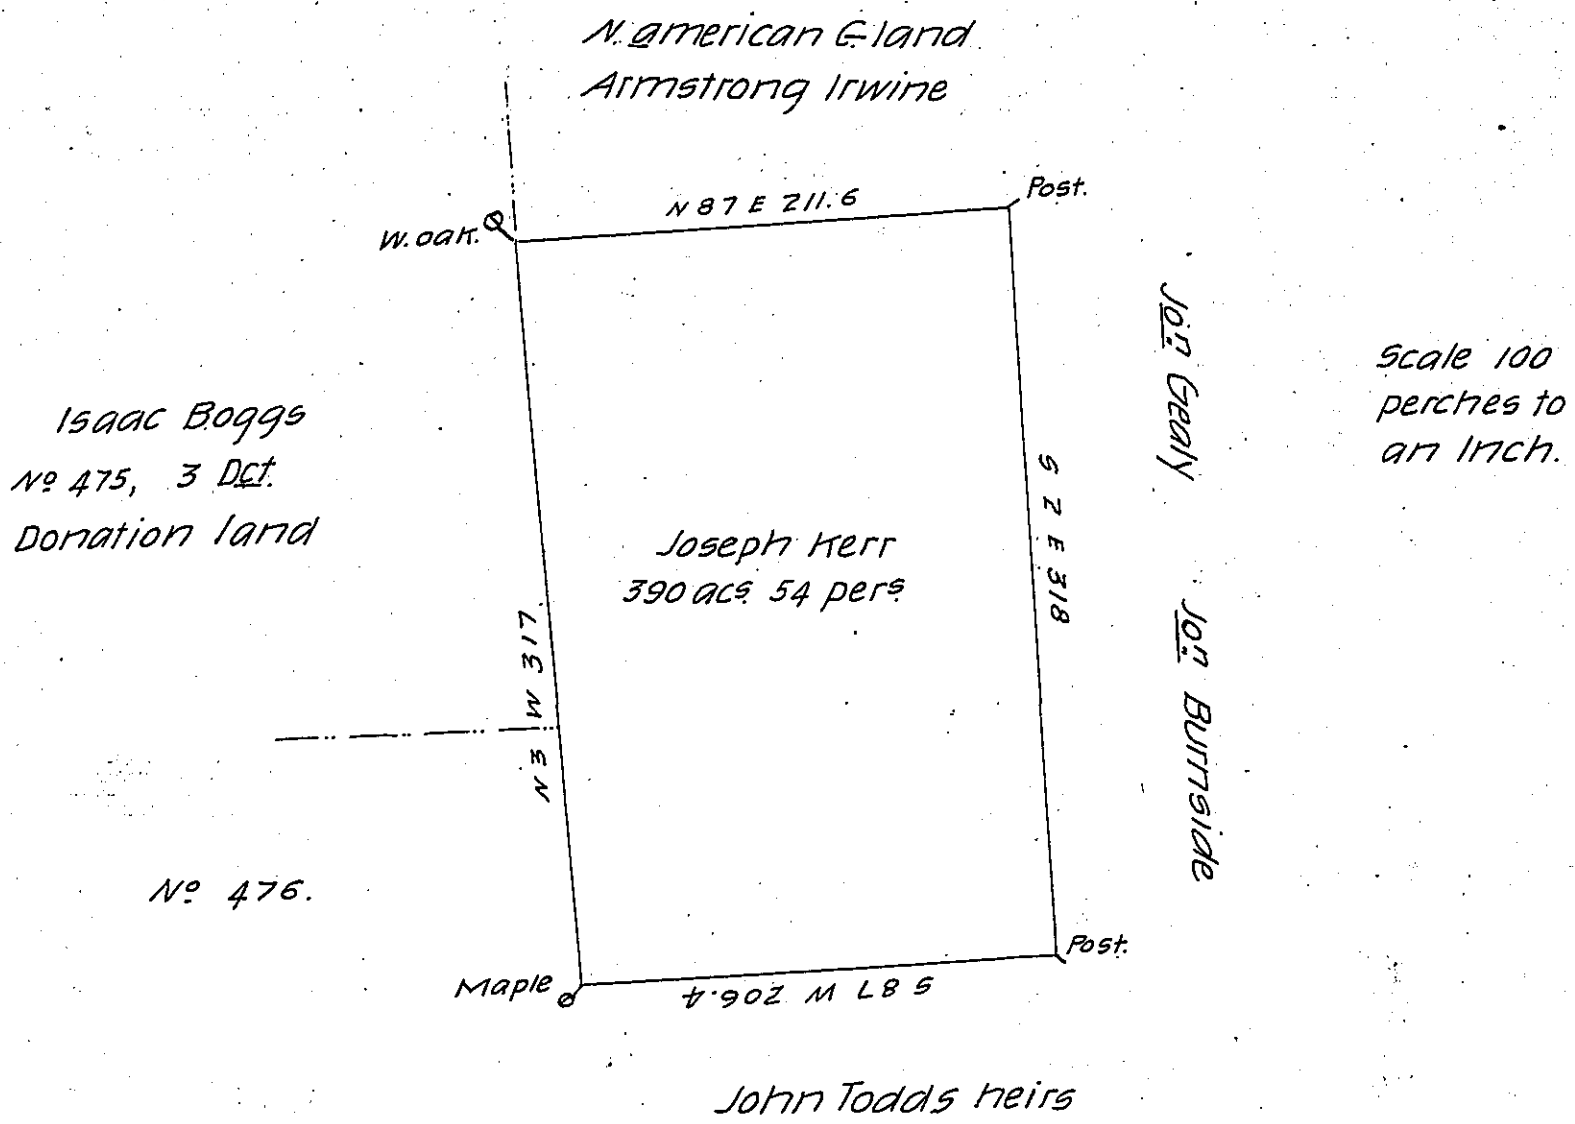 N. american & land
Armstrong Irwine
N 87 E 211.6
Post.
W. oak.
Jo.n Gealy
Scale 100
perches to
an Inch.
Isaac Boggs
No 475, 3 Dct.
Donation land
S 2 E 318
Joseph Kerr
390 acs. 54 pers
N 3 W 317.
Jo.n Burnside
No 476.
Post.
Maple
S 87 W 206.4
John Todds heirs